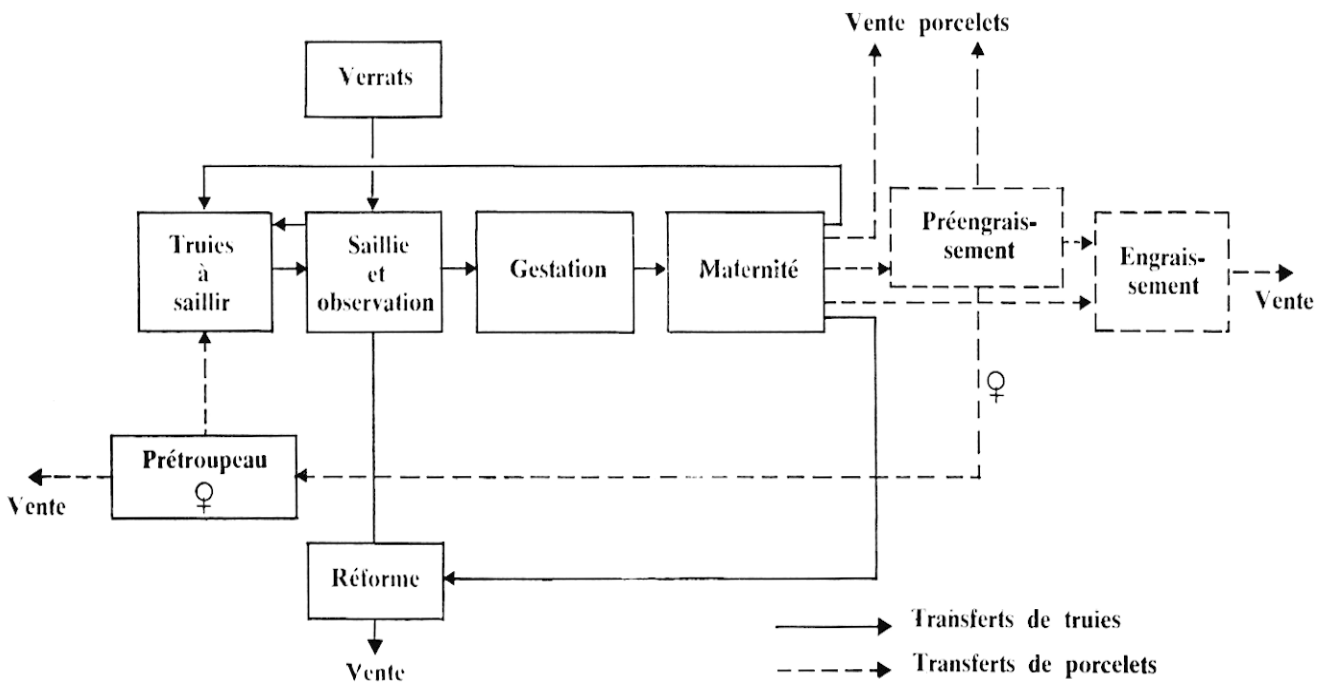 Vente porcelets
Verrats
Truies
à
saillir
Saillie
et
observation
Gestation
Maternité
Préengrais-
sement
Engrais-
sement
Vente
♀
Prétroupeau
♀
Vente
Réforme
Vente
Transferts de truies
Transferts de porcelets